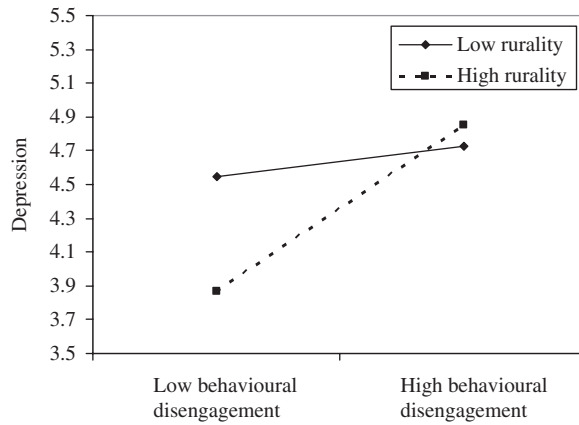 5.5
5.3
5.1
4.9
4.7
4.5
4.3
4.1
3.9
3.7
3.5
Depression
Low rurality
High rurality
Low behavioural
disengagement
High behavioural
disengagement